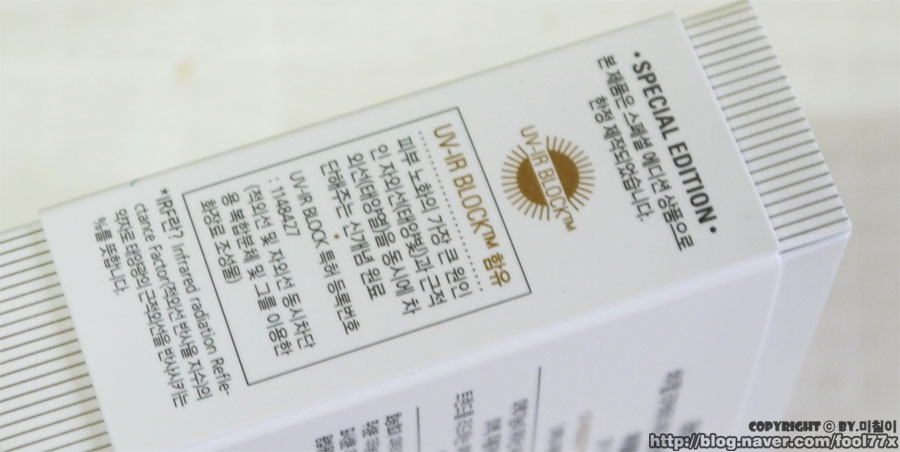 • SPECIAL EDITION •
본 제품은 스페셜 에디션 상품으로
한정 제작되었습니다.
UV-IR BLOCK™
UV-IR BLOCK™ 함유
피부 노화의 가장 큰 원인
인 자외선(태양빛)과 근적
외선(태양열)을 동시에 차
단해주는 신개념 원료
UV-IR BLOCK 특허 등록번호
: 1148427
(적외선 및 자외선 동시차단
용 복합분체 및 그를 이용한
화장료 조성물)
*IRF란? Infrared radiation Refle-
ctance Factor(적외선 반사율 지수)의
약자로 태양광의 근적외선을 반사시키는
%를 뜻합니다.
COPYRIGHT ⓒ BY.미칠이
http://blog.naver.com/fool77x